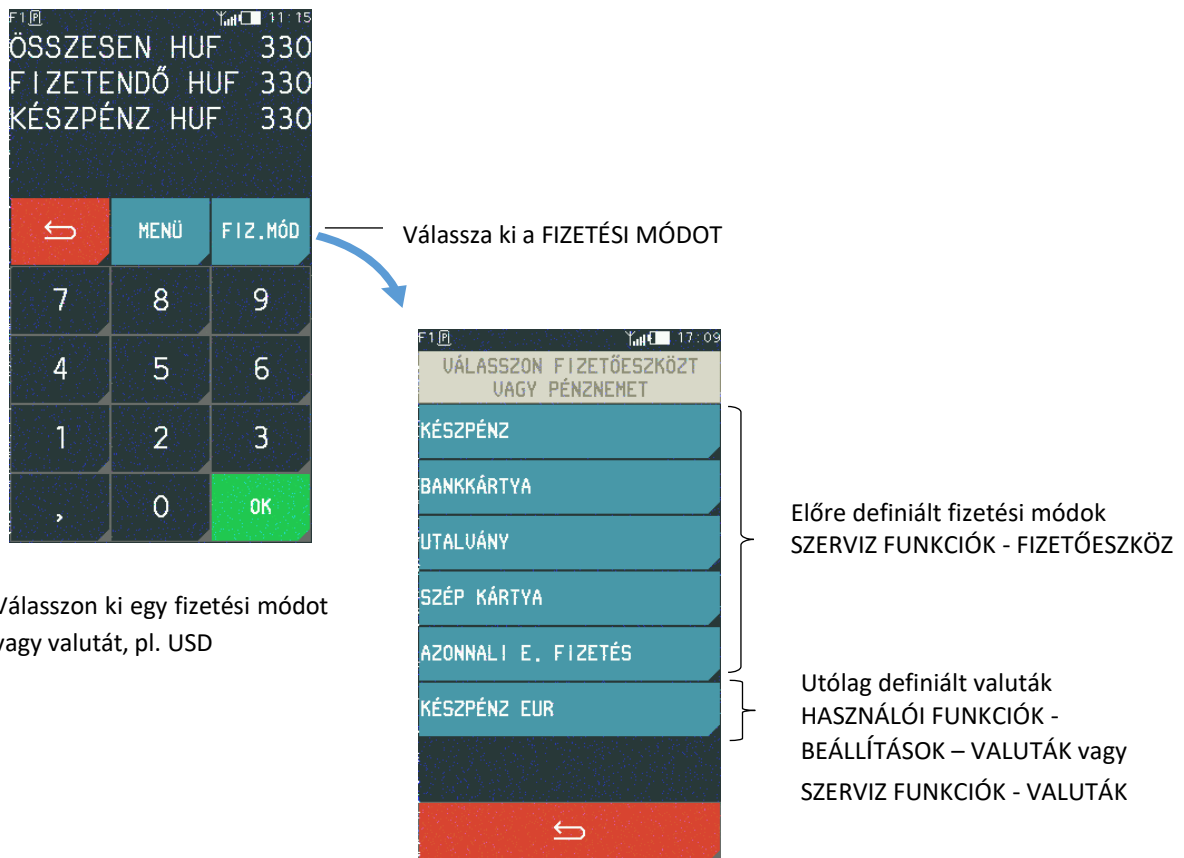 F1 P 11:15
ÖSSZESEN HUF 330
FIZETENDŐ HUF 330
KÉSZPÉNZ HUF 330
MENÜ FIZ.MÓD
7 8 9
4 5 6
1 2 3
, 0 OK
Válassza ki a FIZETÉSI MÓDOT
Válasszon ki egy fizetési módot
vagy valutát, pl. USD
F1 P 17:09
VÁLASSZON FIZETŐESZKÖZT
VAGY PÉNZNEMET
KÉSZPÉNZ
BANKKÁRTYA
UTALVÁNY
SZÉP KÁRTYA
AZONNALI E. FIZETÉS
KÉSZPÉNZ EUR
Előre definiált fizetési módok
SZERVIZ FUNKCIÓK - FIZETŐESZKÖZ
Utólag definiált valuták
HASZNÁLÓI FUNKCIÓK -
BEÁLLÍTÁSOK – VALUTÁK vagy
SZERVIZ FUNKCIÓK - VALUTÁK